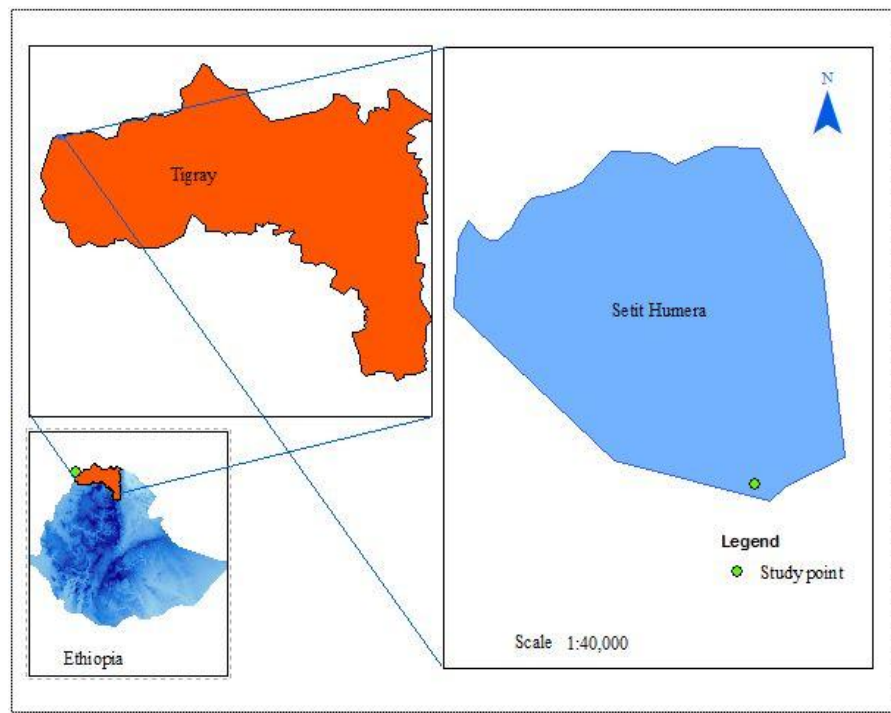 Tigray
N
Setit Humera
Legend
Study point
Scale 1:40,000
Ethiopia